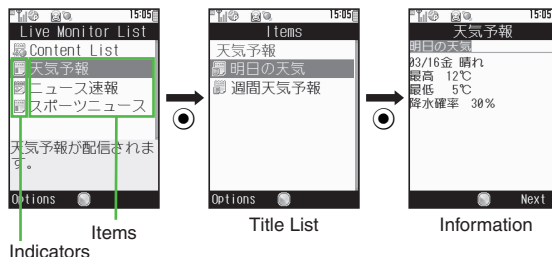 15:05
Live Monitor List
Content List
天気予報
ニュース速報
スポーツニュース
天気予報が配信されま
す。
Options
Items
Indicators
15:05
Items
天気予報
明日の天気
週間天気予報
Options
Title List
15:05
天気予報
明日の天気
03/16金 晴れ
最高 12℃
最低 5℃
降水確率 30%
Next
Information